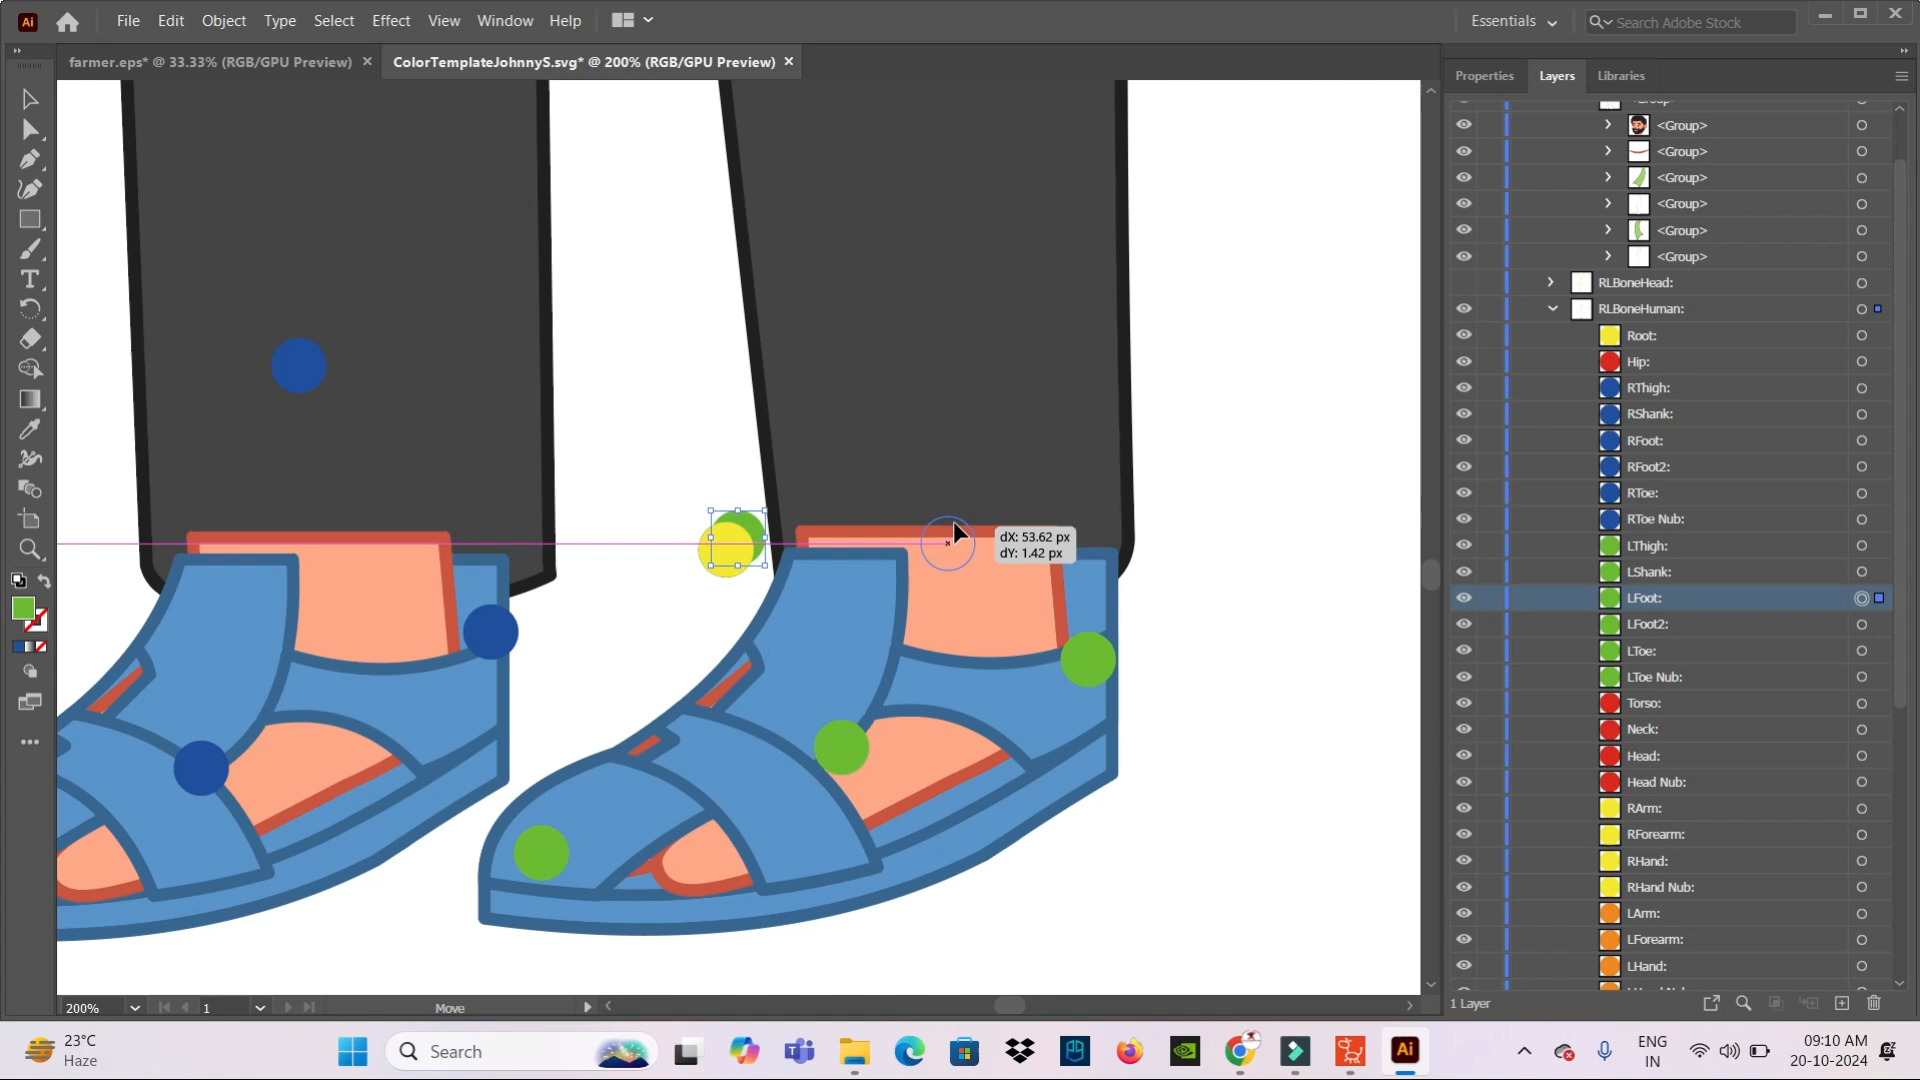 Ai File Edit Object Type Select Effect View Window Help Essentials Search Adobe Stock
farmer.eps* @ 33.33% (RGB/GPU Preview) × ColorTemplateJohnnyS.svg* @ 200% (RGB/GPU Preview) ×
Properties Layers Libraries
<Group>
<Group>
<Group>
<Group>
<Group>
<Group>
<Group>
RLBoneHead:
RLBoneHuman:
Root:
Hip:
RThigh:
RShank:
RFoot:
RFoot2:
RToe:
RToe Nub:
LThigh:
LShank:
LFoot:
LFoot2:
LToe:
LToe Nub:
Torso:
Neck:
Head:
Head Nub:
RArm:
RForearm:
RHand:
RHand Nub:
LArm:
LForearm:
LHand:
dX: 53.62 px
dY: 1.42 px
200% 1 Move
1 Layer
23°C
Haze
Search
Ai
ENG
IN
09:10 AM
20-10-2024